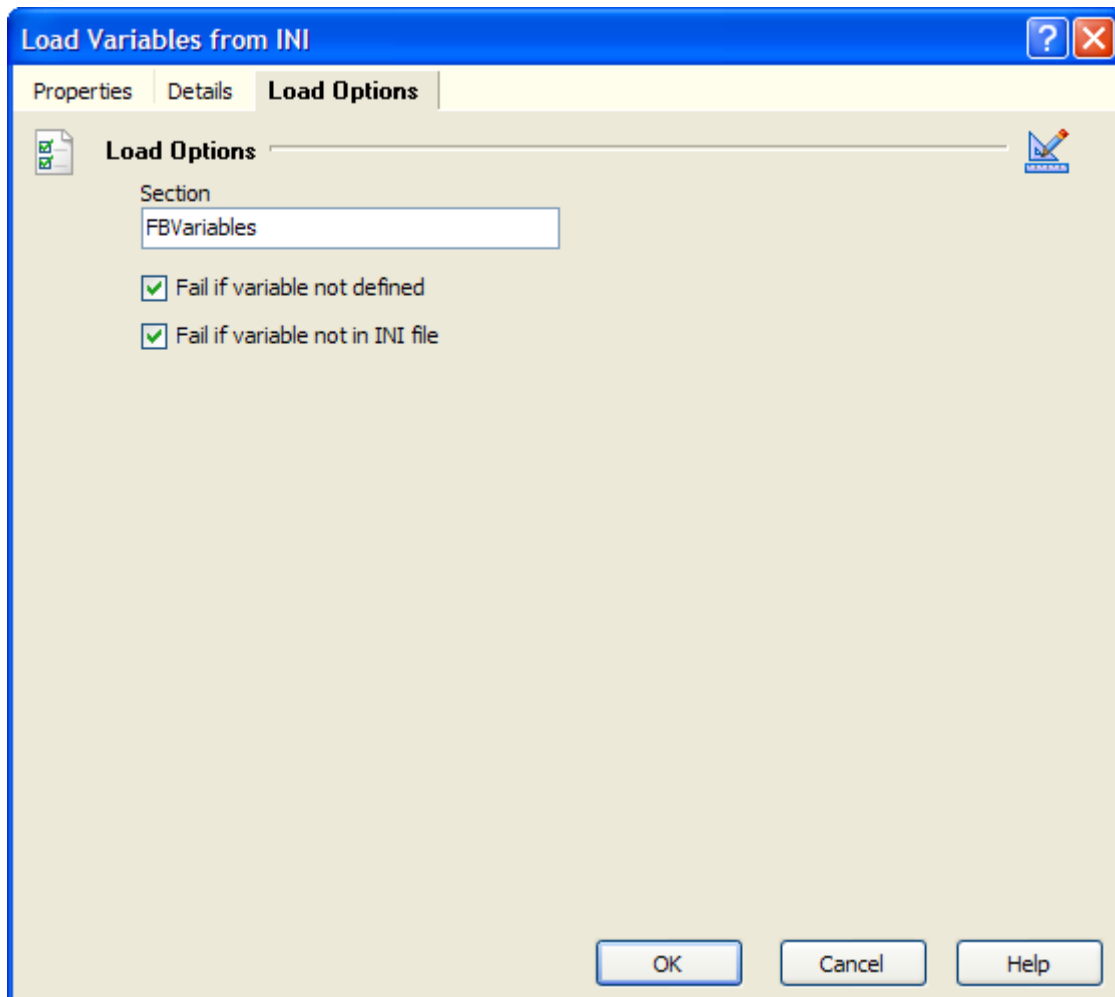 Load Variables from INI
Properties Details Load Options
Load Options
Section
FBVariables
Fail if variable not defined
Fail if variable not in INI file
OK Cancel Help